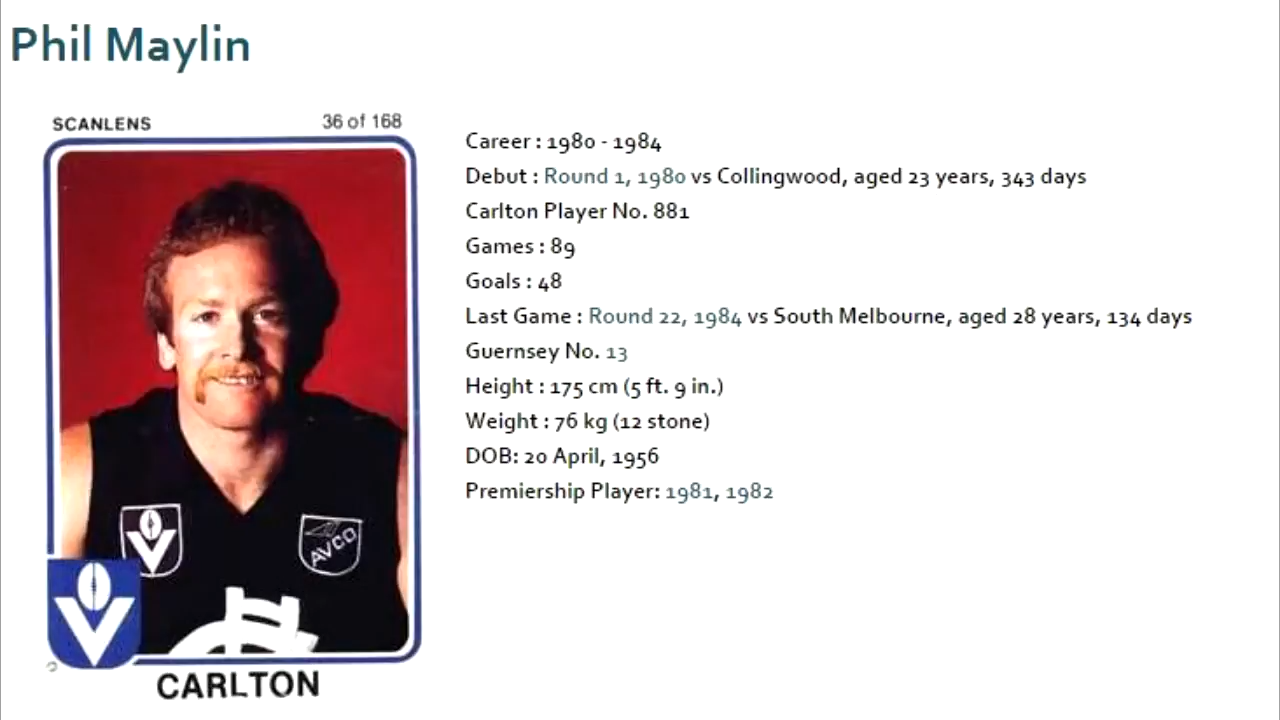 Phil Maylin
SCANLENS 36 of 168
Career : 1980 - 1984
Debut : Round 1, 1980 vs Collingwood, aged 23 years, 343 days
Carlton Player No. 881
Games : 89
Goals : 48
Last Game : Round 22, 1984 vs South Melbourne, aged 28 years, 134 days
Guernsey No. 13
Height : 175 cm (5 ft. 9 in.)
Weight : 76 kg (12 stone)
DOB: 20 April, 1956
Premiership Player: 1981, 1982
AVCO
CARLTON